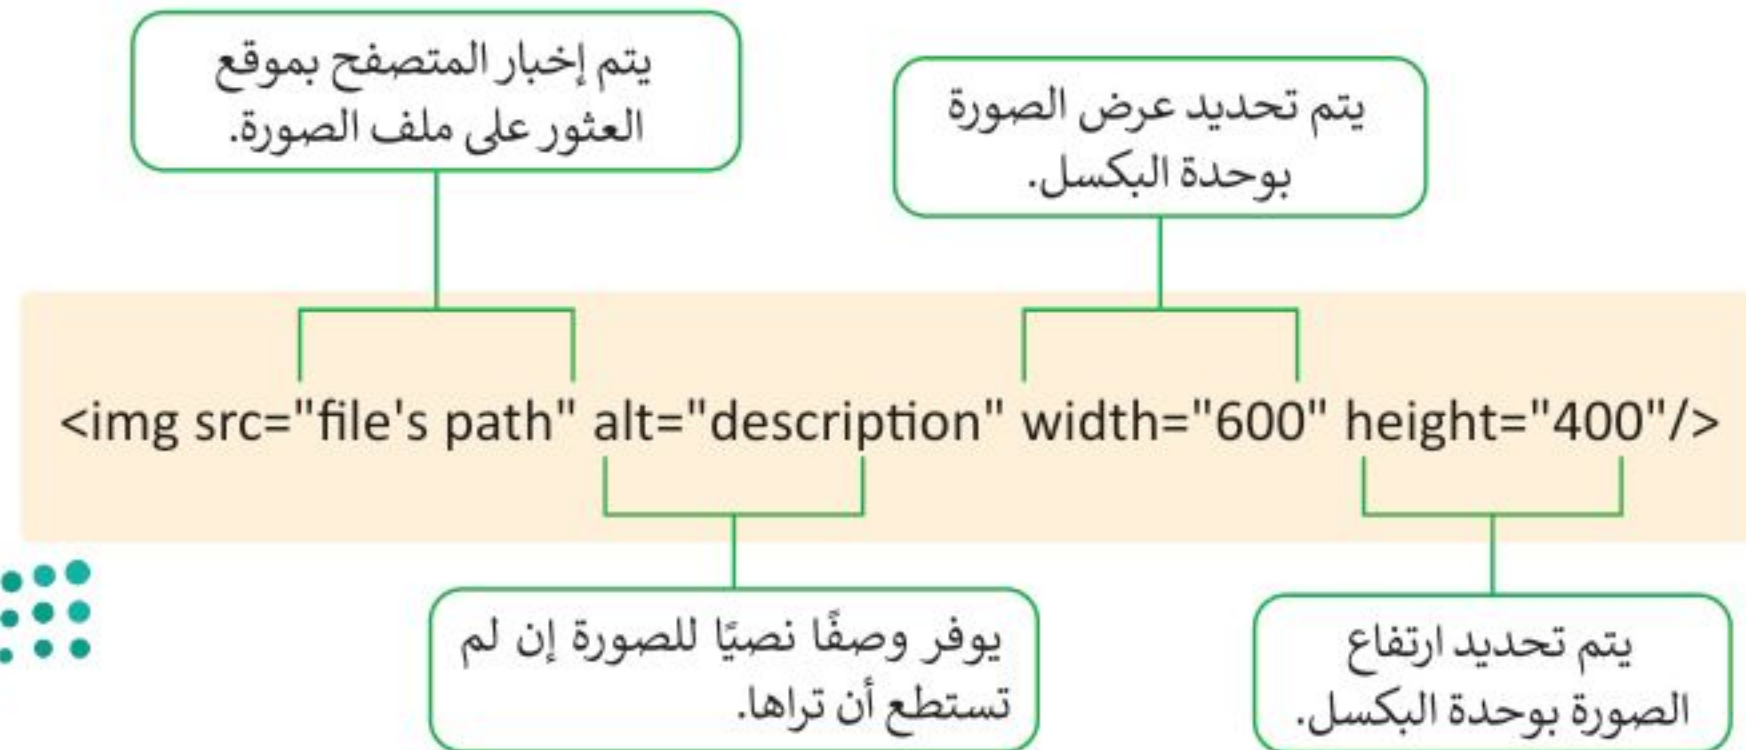 يتم إخبار المتصفح بموقع
العثور على ملف الصورة.
يتم تحديد عرض الصورة
بوحدة البكسل.
<img src="file's path" alt="description" width="600" height="400"/>
يوفر وصفًا نصيًا للصورة إن لم
تستطع أن تراها.
يتم تحديد ارتفاع
الصورة بوحدة البكسل.